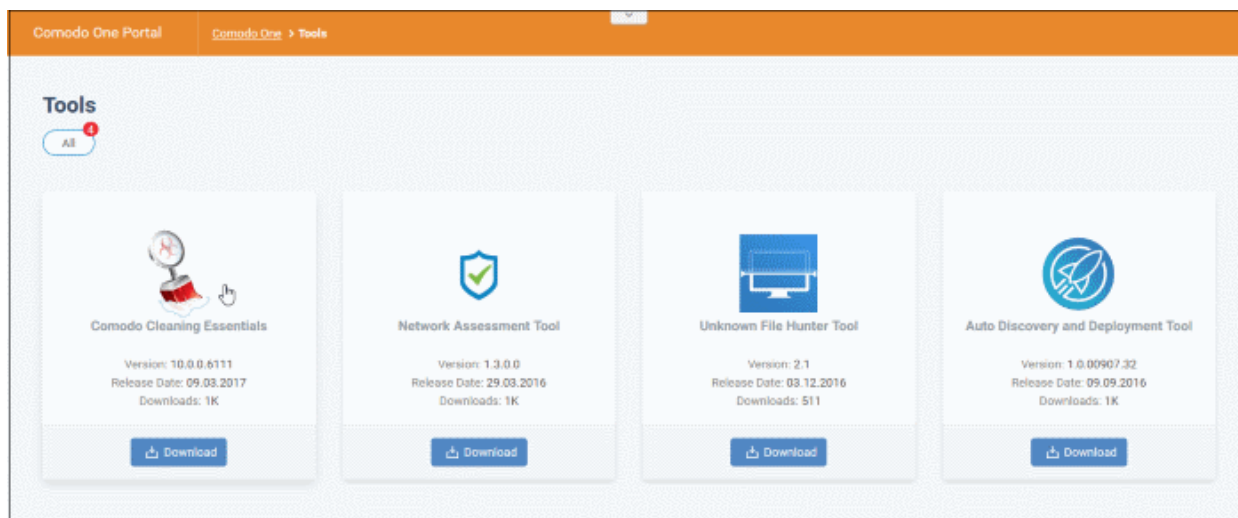 Comodo One Portal
Comodo One > Tools
Tools
All
4
Comodo Cleaning Essentials
Version: 10.0.0.6111
Release Date: 09.03.2017
Downloads: 1K
Download
Network Assessment Tool
Version: 1.3.0.0
Release Date: 29.03.2016
Downloads: 1K
Download
Unknown File Hunter Tool
Version: 2.1
Release Date: 03.12.2016
Downloads: 511
Download
Auto Discovery and Deployment Tool
Version: 1.0.00907.32
Release Date: 09.09.2016
Downloads: 1K
Download